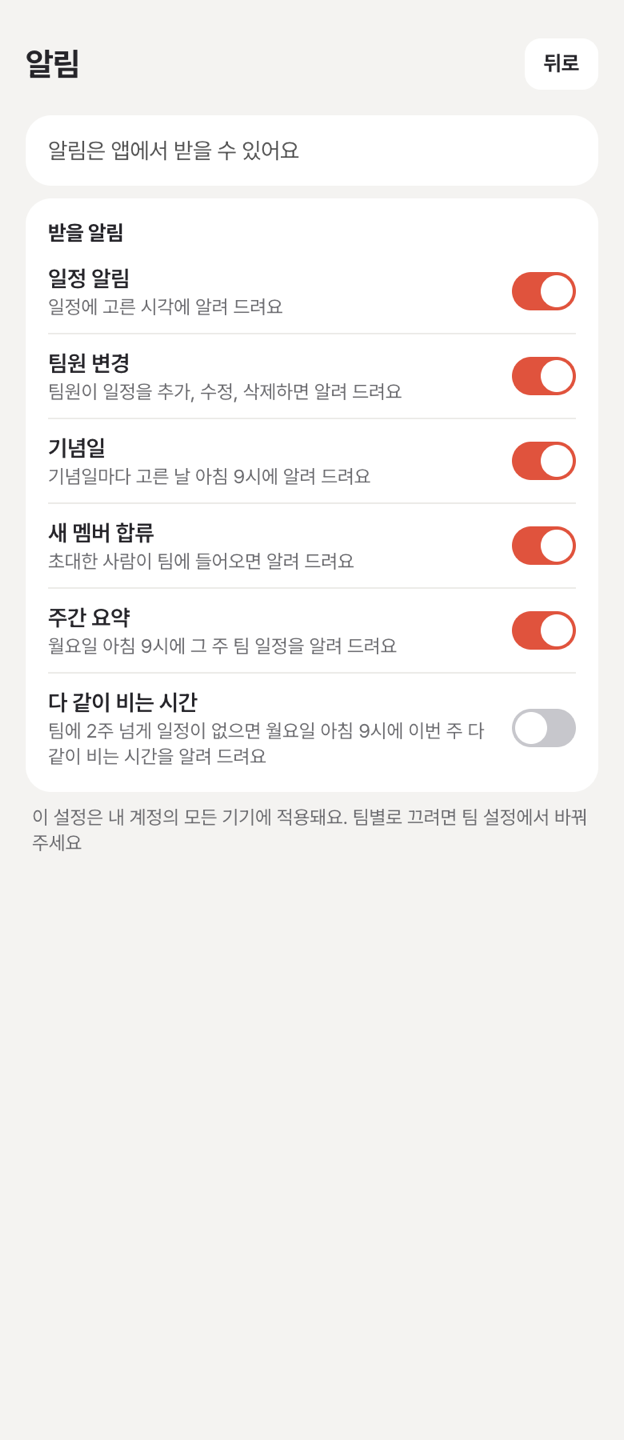 알림
뒤로
알림은 앱에서 받을 수 있어요
받을 알림
일정 알림
일정에 고른 시각에 알려 드려요
팀원 변경
팀원이 일정을 추가, 수정, 삭제하면 알려 드려요
기념일
기념일마다 고른 날 아침 9시에 알려 드려요
새 멤버 합류
초대한 사람이 팀에 들어오면 알려 드려요
주간 요약
월요일 아침 9시에 그 주 팀 일정을 알려 드려요
다 같이 비는 시간
팀에 2주 넘게 일정이 없으면 월요일 아침 9시에 이번 주 다
같이 비는 시간을 알려 드려요
이 설정은 내 계정의 모든 기기에 적용돼요. 팀별로 끄려면 팀 설정에서 바꿔
주세요